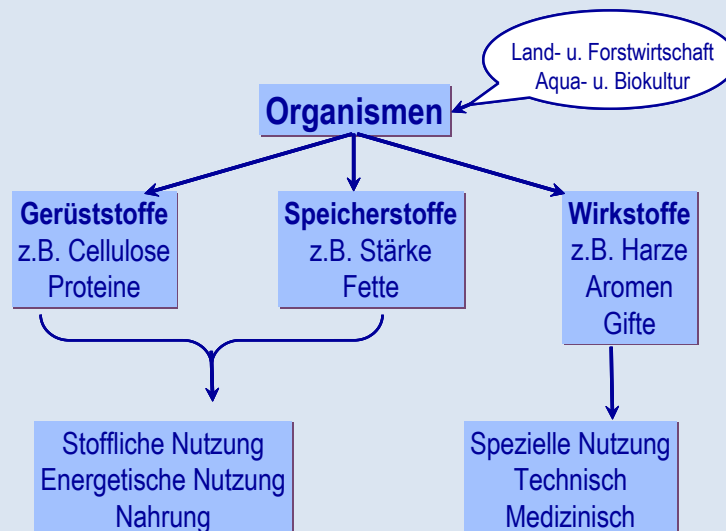 Land- u. Forstwirtschaft
Aqua- u. Biokultur
Organismen
Gerüststoffe
z.B. Cellulose
Proteine
Speicherstoffe
z.B. Stärke
Fette
Wirkstoffe
z.B. Harze
Aromen
Gifte
Stoffliche Nutzung
Energetische Nutzung
Nahrung
Spezielle Nutzung
Technisch
Medizinisch